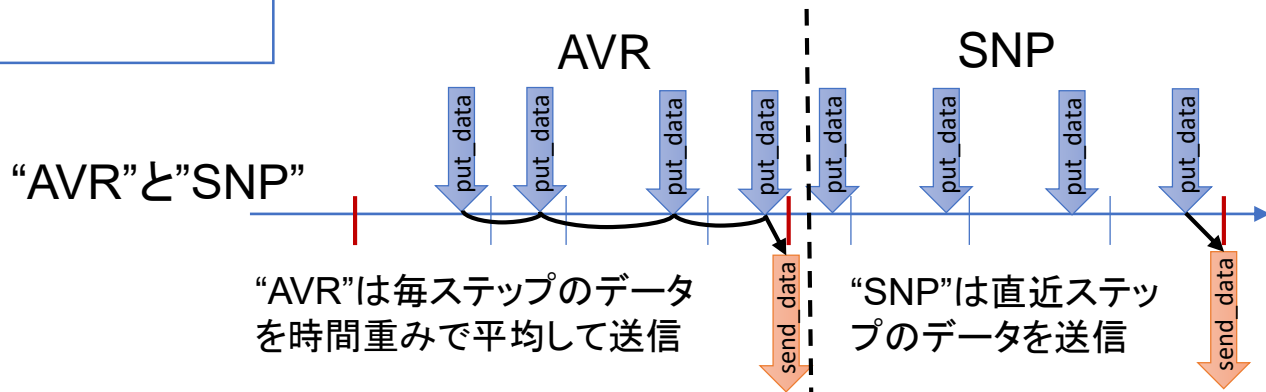 AVR
SNP
put_data
put_data
put_data
put_data
put_data
put_data
put_data
put_data
“AVR”と”SNP”
“AVR”は毎ステップのデータ
を時間重みで平均して送信
send_data
“SNP”は直近ステッ
プのデータを送信
send_data